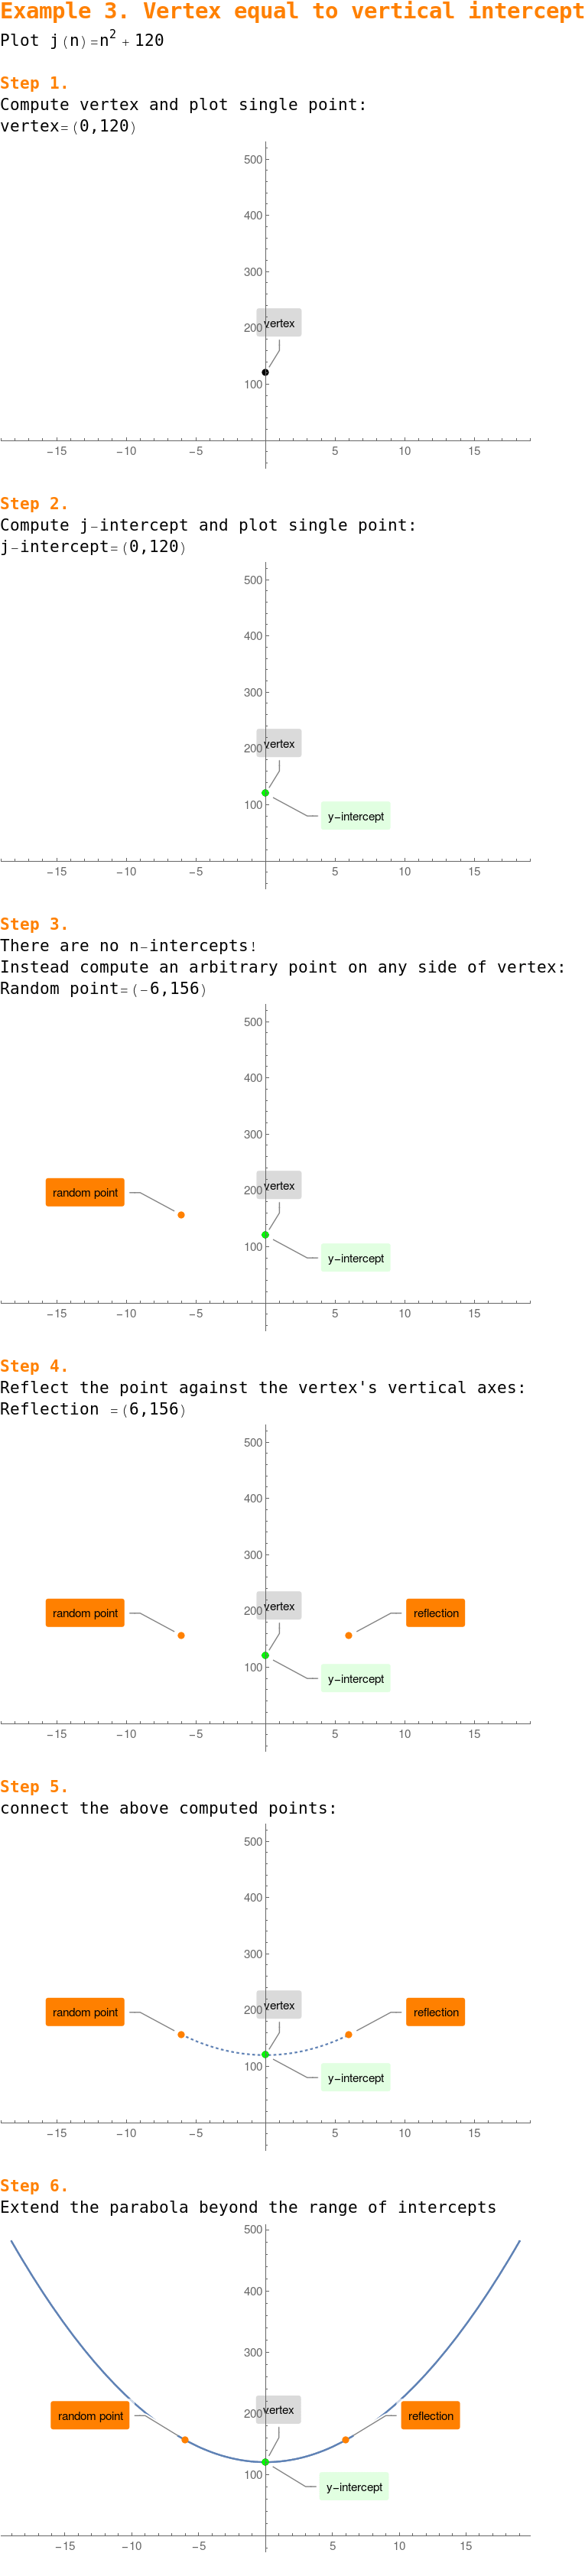 Example 3. Vertex equal to vertical intercept
Plot j(n)=n² + 120
Step 1.
Compute vertex and plot single point:
vertex=(0,120)
500
400
300
200
vertex
100
−15 −10 −5 5 10 15
Step 2.
Compute j-intercept and plot single point:
j-intercept=(0,120)
500
400
300
200
vertex
100
y−intercept
−15 −10 −5 5 10 15
Step 3.
There are no n-intercepts!
Instead compute an arbitrary point on any side of vertex:
Random point=(-6,156)
500
400
300
random point
200
vertex
100
y−intercept
−15 −10 −5 5 10 15
Step 4.
Reflect the point against the vertex's vertical axes:
Reflection =(6,156)
500
400
300
random point
200
vertex
reflection
100
y−intercept
−15 −10 −5 5 10 15
Step 5.
connect the above computed points:
500
400
300
random point
200
vertex
reflection
100
y−intercept
−15 −10 −5 5 10 15
Step 6.
Extend the parabola beyond the range of intercepts
500
400
300
random point
200
vertex
reflection
100
y−intercept
−15 −10 −5 5 10 15